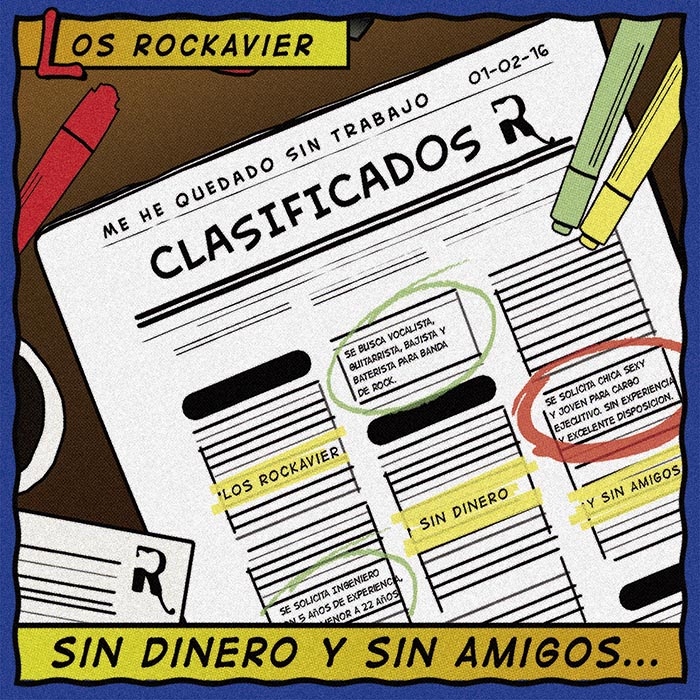 LOS ROCKAVIER
ME HE QUEDADO SIN TRABAJO 01-02-16
CLASIFICADOS R
SE BUSCA VOCALISTA,
GUITARRISTA, BAJISTA Y
BATERISTA PARA BANDA
DE ROCK.
SE SOLICITA CHICA SEXY
Y JOVEN PARA CARGO
EJECUTIVO. SIN EXPERIENCIA
Y EXCELENTE DISPOSICION.
"LOS ROCKAVIER
SIN DINERO
Y SIN AMIGOS
SE SOLICITA INGENIERO
CON 5 AÑOS DE EXPERIENCIA,
MENOR A 22 AÑOS
R
SIN DINERO Y SIN AMIGOS...